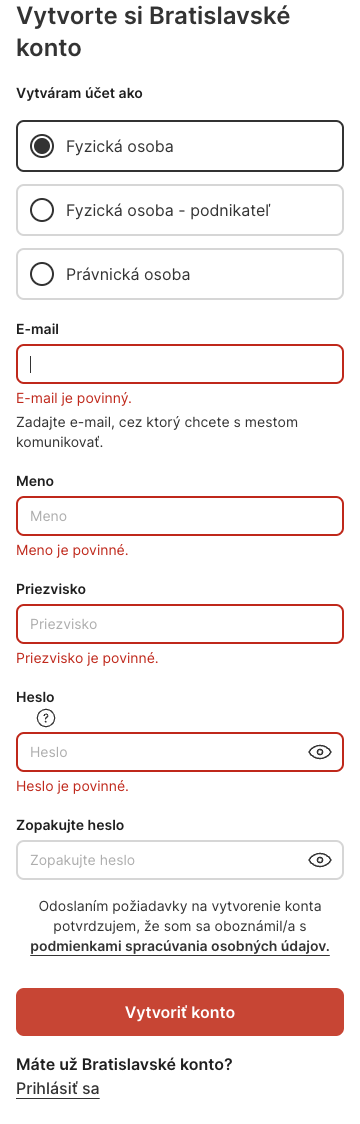 Vytvorte si Bratislavské
konto
Vytváram účet ako
Fyzická osoba
Fyzická osoba - podnikateľ
Právnická osoba
E-mail
E-mail je povinný.
Zadajte e-mail, cez ktorý chcete s mestom
komunikovať.
Meno
Meno
Meno je povinné.
Priezvisko
Priezvisko
Priezvisko je povinné.
Heslo
?
Heslo
Heslo je povinné.
Zopakujte heslo
Zopakujte heslo
Odoslaním požiadavky na vytvorenie konta
potvrdzujem, že som sa oboznámil/a s
podmienkami spracúvania osobných údajov.
Vytvoriť konto
Máte už Bratislavské konto?
Prihlásiť sa